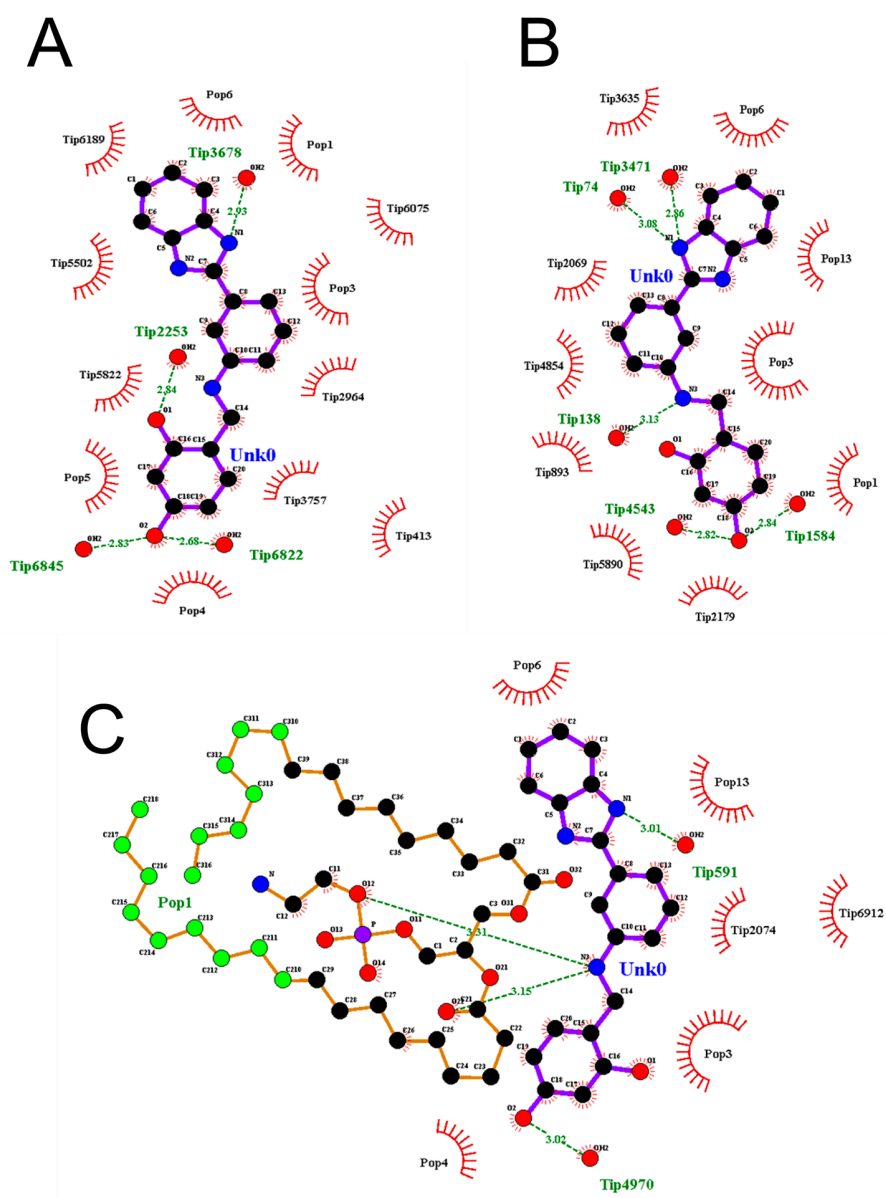 A
Pop6
Tip6189
Pop1
Tip3678
OH2
C2
C1
C3
2.93
Tip6075
C6
C4
N1
C5
N2
C7
Tip5502
C8
C13
Pop3
C9
C12
Tip2253
OH2
C10
C11
Tip5822
N3
Tip2964
2.84
O1
C14
C16
C15
Unk0
Pop5
C17
C20
Tip3757
C18
C19
O2
Tip413
OH2
2.83
2.68
OH2
Tip6845
Tip6822
Pop4
B
Tip3635
Pop6
Tip3471
OH2
Tip74
OH2
C2
C3
C1
2.86
3.08
C4
C6
N1
C5
Pop13
Tip2069
Unk0
C7
N2
C13
C8
C12
C9
Tip4854
C11
C10
Pop3
N3
C14
Tip138
3.13
OH2
C15
O1
C20
Tip893
C16
C17
C19
Pop1
Tip4543
OH2
C18
OH2
2.82
2.84
Tip1584
Tip5890
Tip2179
C
Pop6
C311
C310
C2
C1
C3
C312
C39
C38
Pop13
C6
C4
C313
C218
C37
C36
N1
C5
3.01
OH2
C217
C315
C314
C34
N2
C7
C35
C32
Tip591
C216
C316
C33
C8
C13
N
C11
C31
O32
Pop1
O12
C9
C12
C215
C12
C3
O31
Tip6912
C213
O13
P
O11
C10
C11
Tip2074
C214
C211
C1
C2
3.31
C212
O14
N3
Unk0
C210
C29
O21
3.15
C27
C21
C14
C28
C20
C15
C26
C25
C22
C19
C16
O1
Pop3
C24
C23
C18
C17
O2
3.02
OH2
Pop4
Tip4970